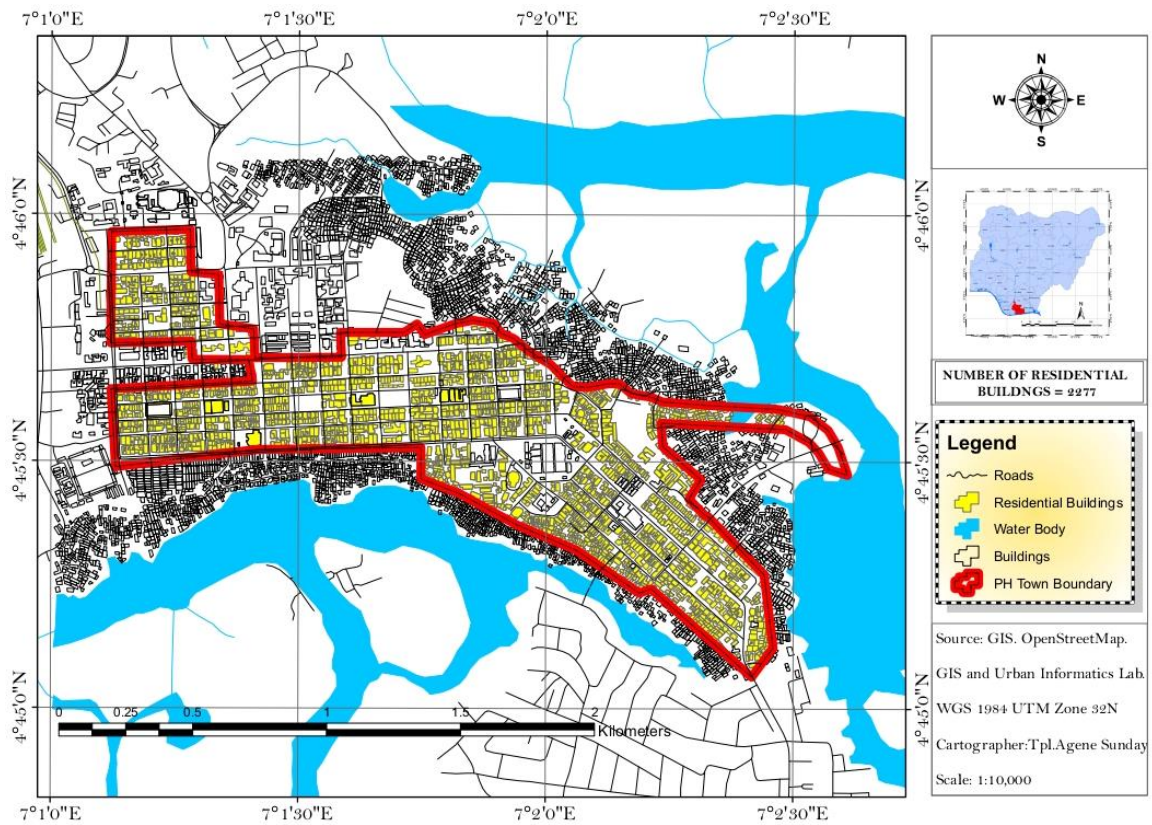 7°1'0"E 7°1'30"E 7°2'0"E 7°2'30"E
4°46'0"N
4°46'0"N
4°45'30"N
4°45'30"N
4°45'0"N
4°45'0"N
0 0.25 0.5 1 1.5 2
Kilometers
7°1'0"E 7°1'30"E 7°2'0"E 7°2'30"E
N
W E
S
N
NUMBER OF RESIDENTIAL
BUILDNGS = 2277
Legend
Roads
Residential Buildings
Water Body
Buildings
PH Town Boundary
Source: GIS. OpenStreetMap.
GIS and Urban Informatics Lab.
WGS 1984 UTM Zone 32N
Cartographer:Tpl.Agene Sunday
Scale: 1:10,000